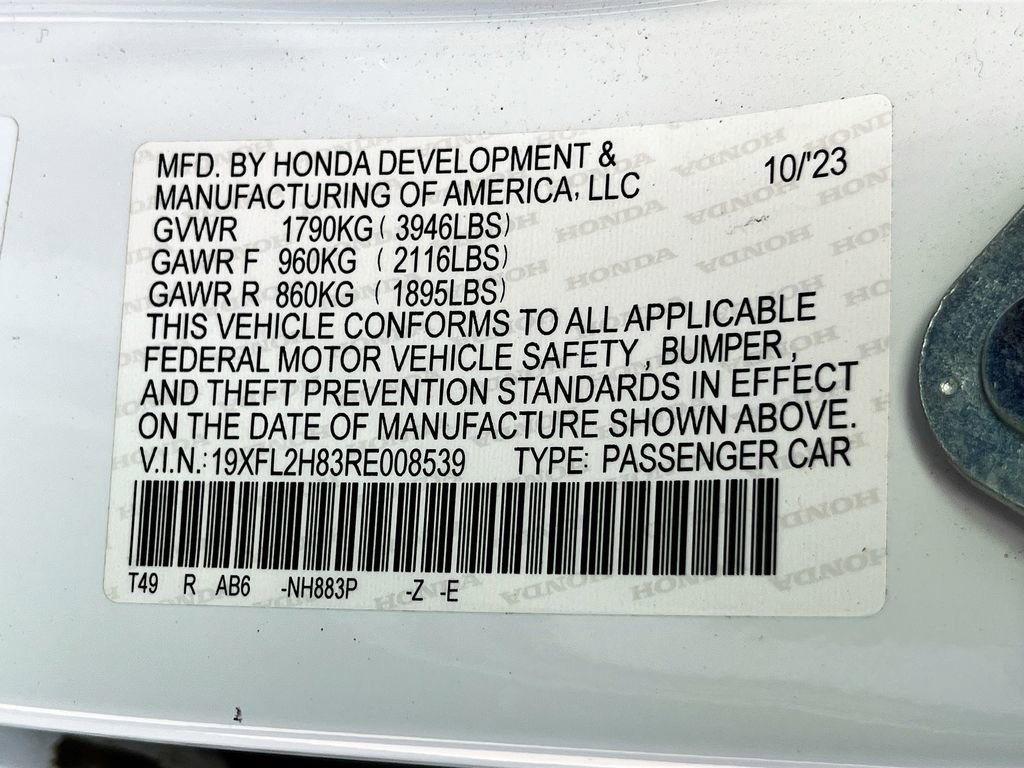 MFD. BY HONDA DEVELOPMENT &
MANUFACTURING OF AMERICA, LLC 10/'23
GVWR 1790KG ( 3946LBS)
GAWR F 960KG ( 2116LBS)
GAWR R 860KG ( 1895LBS)
THIS VEHICLE CONFORMS TO ALL APPLICABLE
FEDERAL MOTOR VEHICLE SAFETY , BUMPER ,
AND THEFT PREVENTION STANDARDS IN EFFECT
ON THE DATE OF MANUFACTURE SHOWN ABOVE.
V.I.N.: 19XFL2H83RE008539 TYPE: PASSENGER CAR
T49 R AB6 -NH883P -Z -E